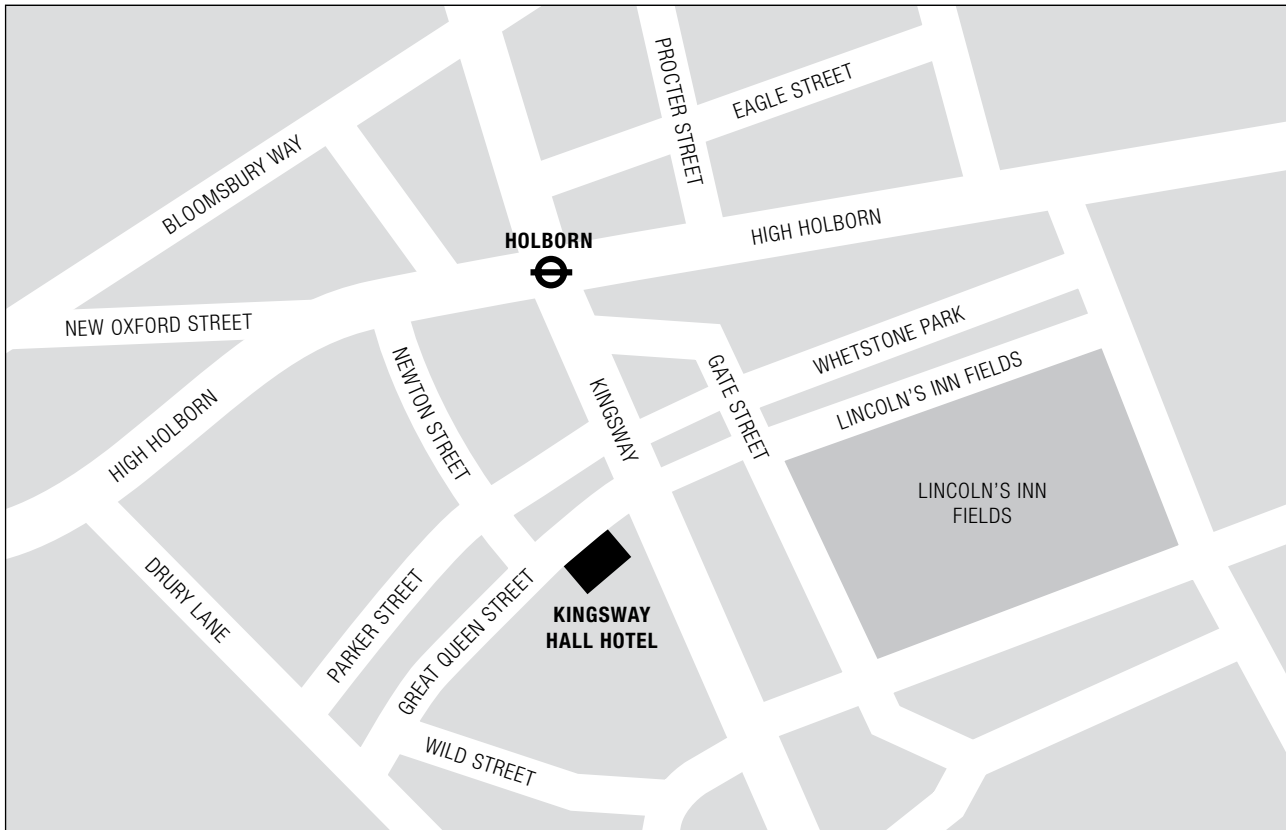 PROCTER STREET
EAGLE STREET
BLOOMSBURY WAY
HOLBORN
HIGH HOLBORN
NEW OXFORD STREET
WHETSTONE PARK
NEWTON STREET
GATE STREET
LINCOLN'S INN FIELDS
KINGSWAY
HIGH HOLBORN
LINCOLN'S INN
FIELDS
DRURY LANE
PARKER STREET
GREAT QUEEN STREET
KINGSWAY
HALL HOTEL
WILD STREET